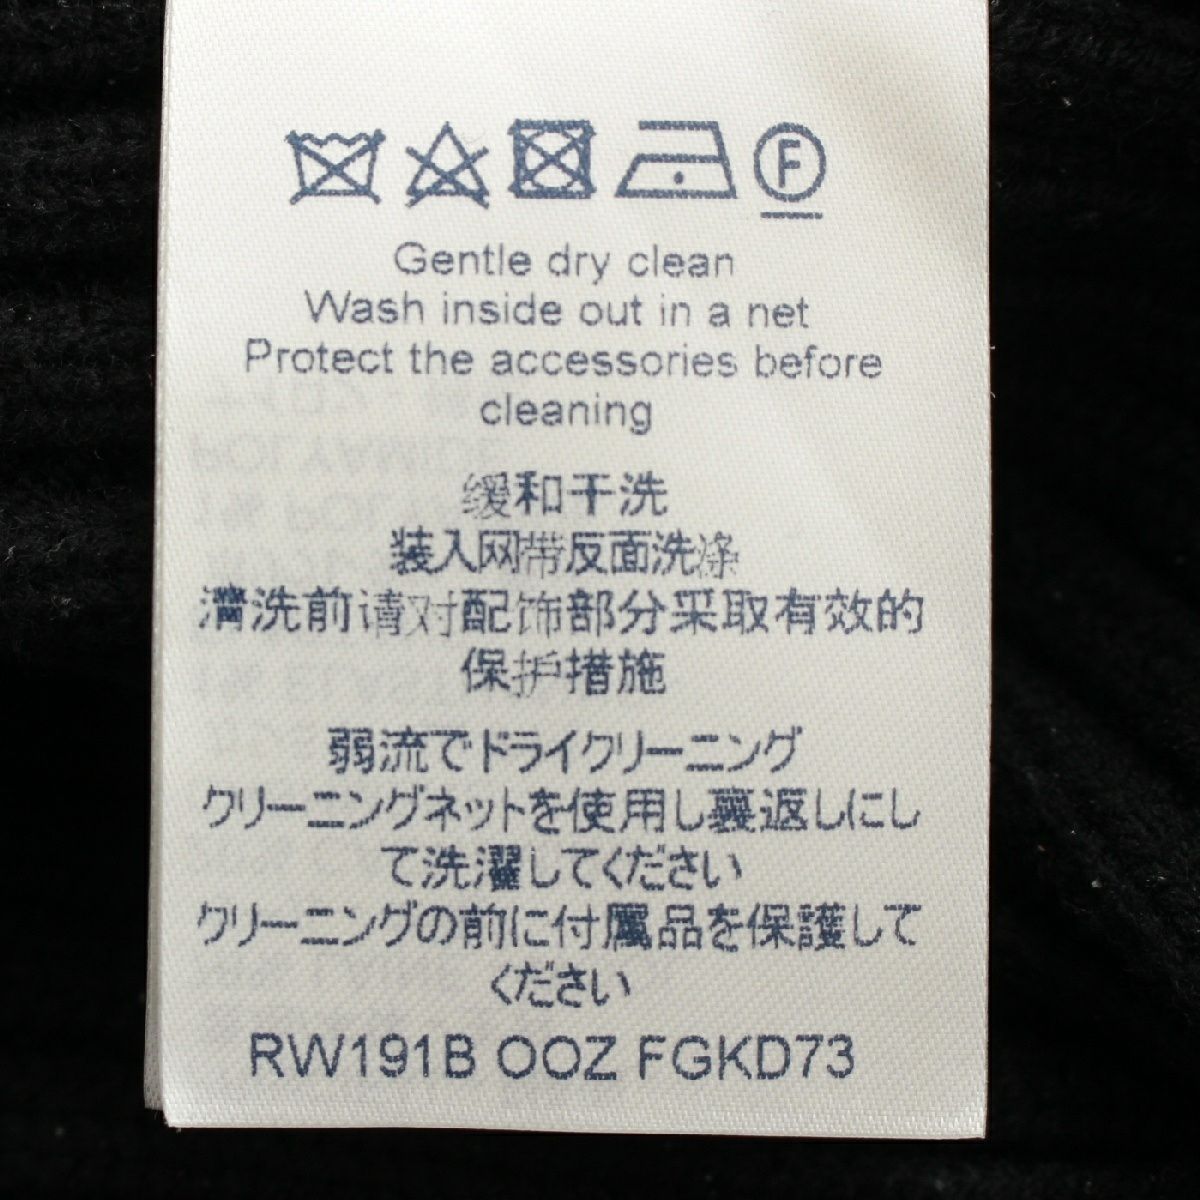 F
Gentle dry clean
Wash inside out in a net
Protect the accessories before
cleaning
缓和干洗
装入网带反面洗涤
清洗前请对配饰部分采取有效的
保护措施
弱流でドライクリーニング
クリーニングネットを使用し裏返しにし
て洗濯してください
クリーニングの前に付属品を保護して
ください
RW191B OOZ FGKD73